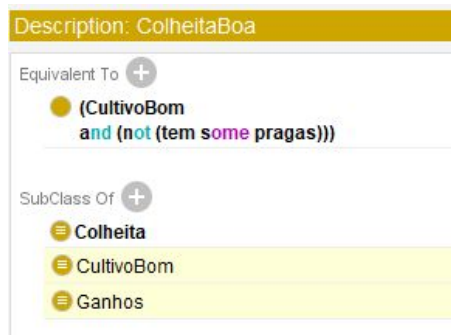 Description: ColheitaBoa
Equivalent To
(CultivoBom
and (not (tem some pragas)))
SubClass Of
Colheita
CultivoBom
Ganhos